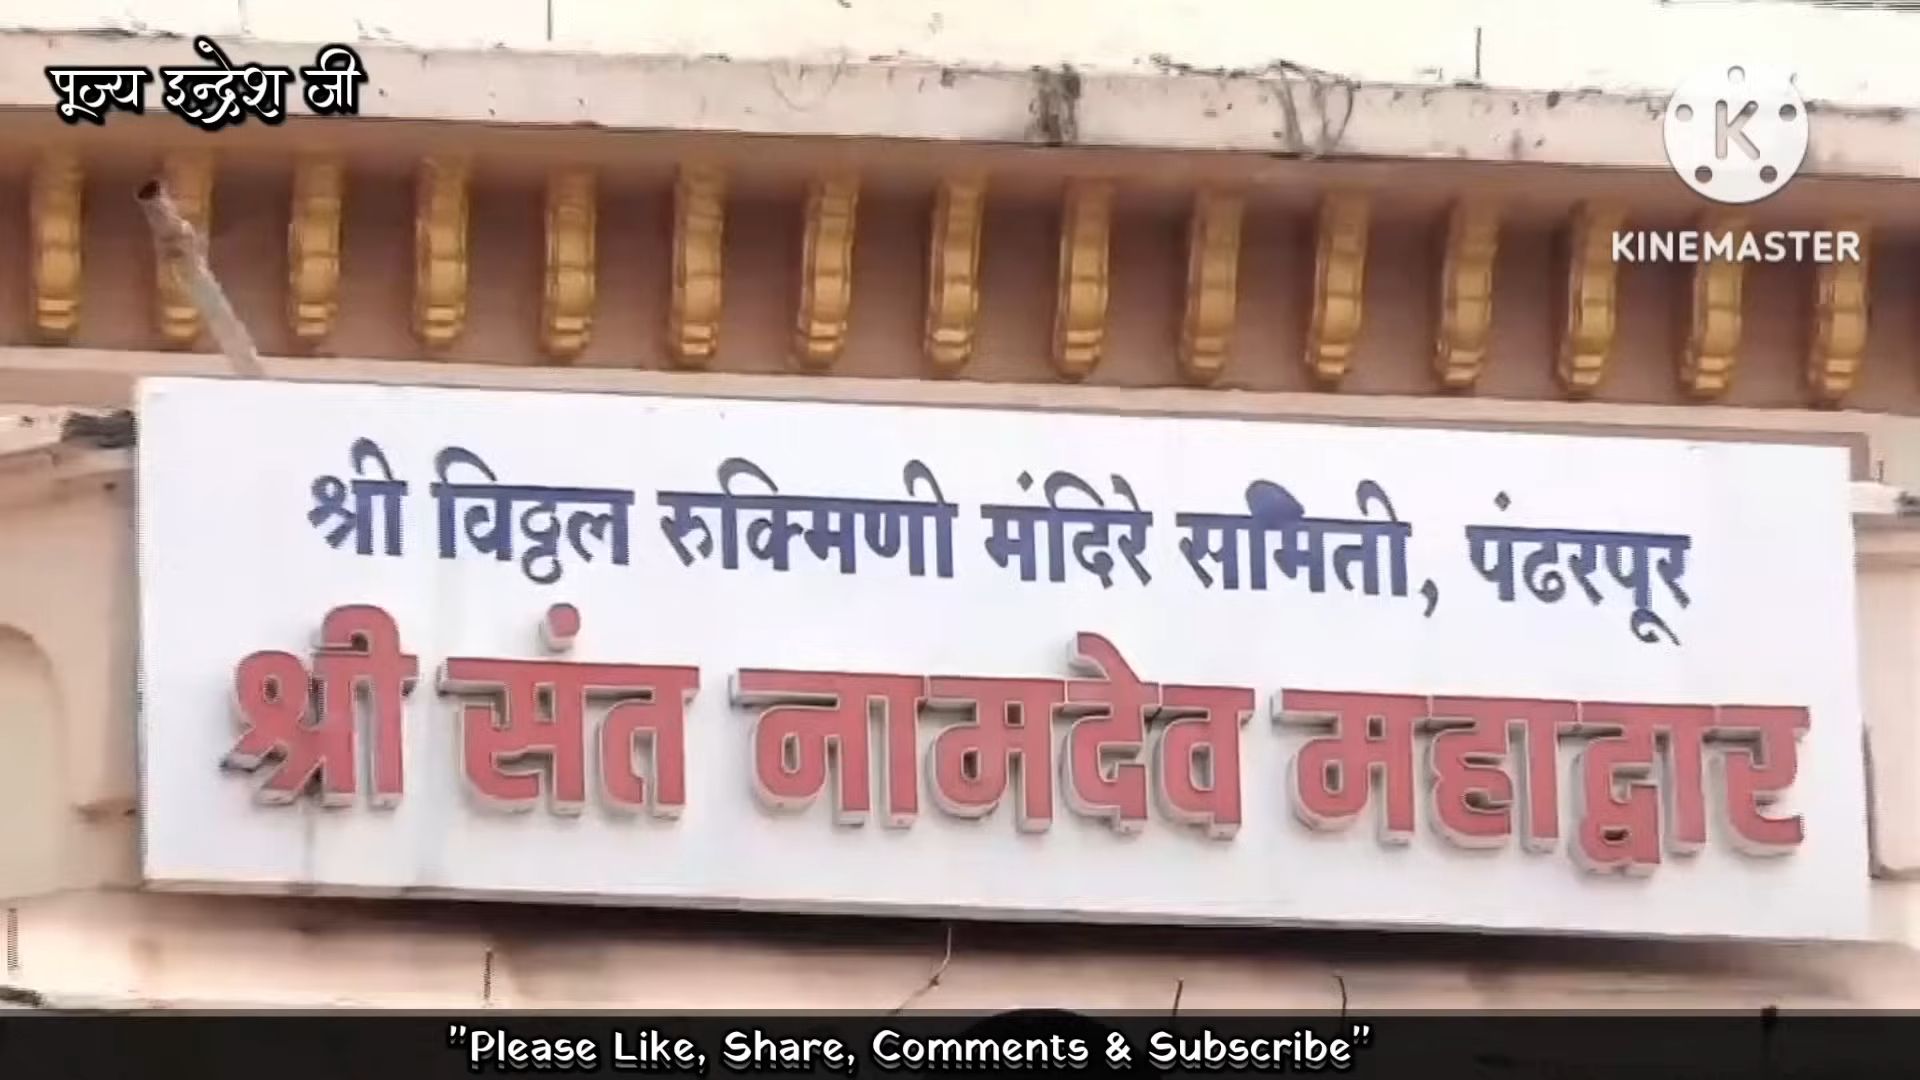 पूज्य इन्द्रेश जी
K
KINEMASTER
श्री विठ्ठल रुक्मिणी मंदिरे समिती, पंढरपूर
श्री संत नामदेव महाद्वार
"Please Like, Share, Comments & Subscribe"